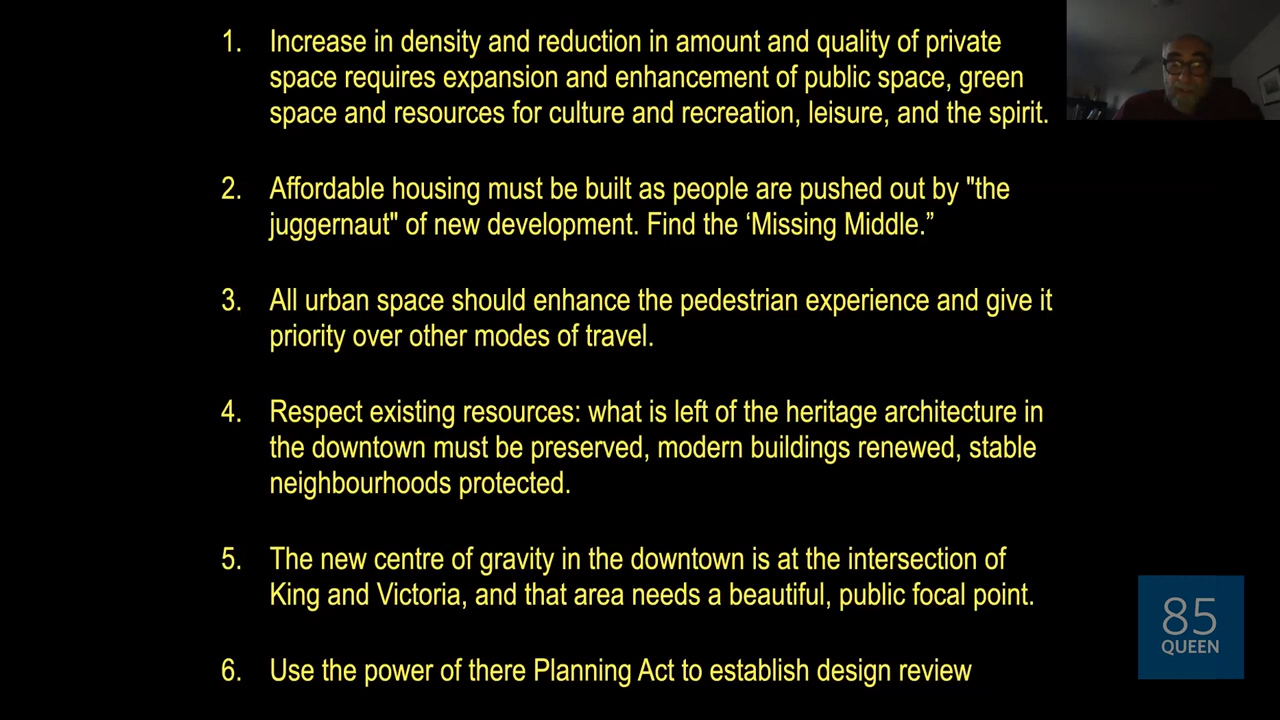 1. Increase in density and reduction in amount and quality of private
space requires expansion and enhancement of public space, green
space and resources for culture and recreation, leisure, and the spirit.
2. Affordable housing must be built as people are pushed out by "the
juggernaut" of new development. Find the ‘Missing Middle.”
3. All urban space should enhance the pedestrian experience and give it
priority over other modes of travel.
4. Respect existing resources: what is left of the heritage architecture in
the downtown must be preserved, modern buildings renewed, stable
neighbourhoods protected.
5. The new centre of gravity in the downtown is at the intersection of
King and Victoria, and that area needs a beautiful, public focal point.
6. Use the power of there Planning Act to establish design review
85
QUEEN